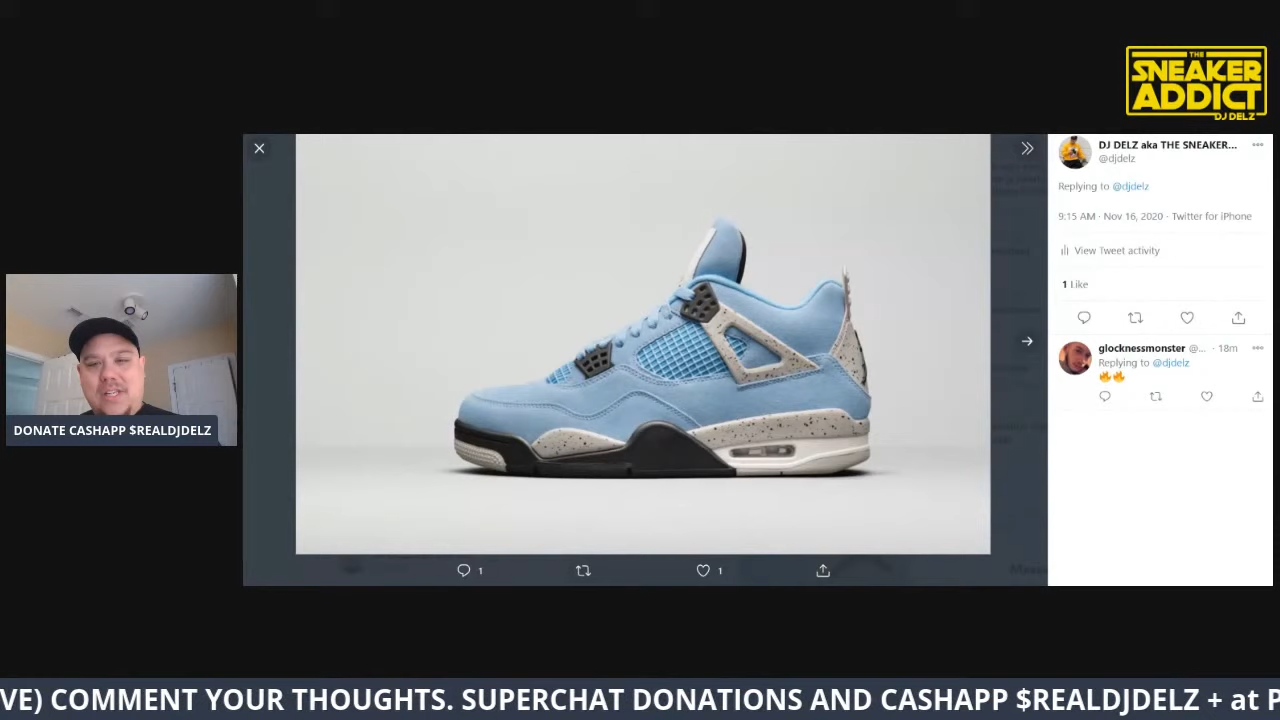 THE
SNEAKER
ADDICT
DJ DELZ
DJ DELZ aka THE SNEAKER...
@djdelz
Replying to @djdelz
9:15 AM · Nov 16, 2020 · Twitter for iPhone
View Tweet activity
1 Like
glocknessmonster @... · 18m
Replying to @djdelz
🔥🔥
DONATE CASHAPP $REALDJDELZ
1
1
VE) COMMENT YOUR THOUGHTS. SUPERCHAT DONATIONS AND CASHAPP $REALDJDELZ + at P